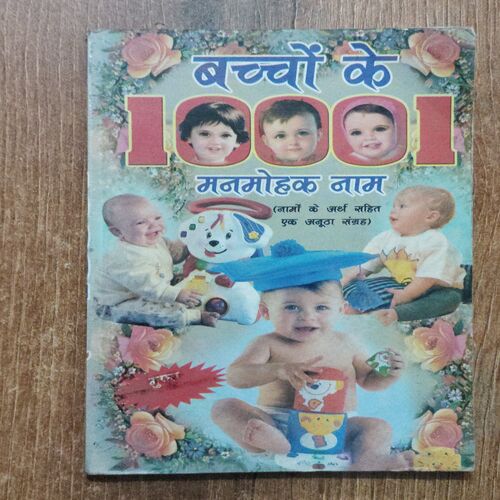 बच्चों के
10001
मनमोहक नाम
(नामों के अर्थ सहित
एक अनूठा संग्रह)